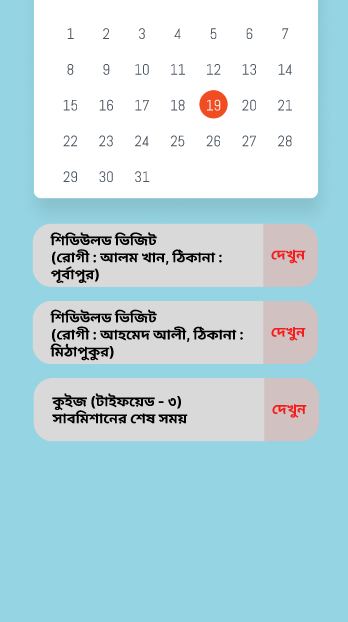 1 2 3 4 5 6 7
8 9 10 11 12 13 14
15 16 17 18 19 20 21
22 23 24 25 26 27 28
29 30 31
শিডিউলড ভিজিট
(রোগী : আলম খান, ঠিকানা :
পূর্বাপুর)
দেখুন
শিডিউলড ভিজিট
(রোগী : আহমেদ আলী, ঠিকানা :
মিঠাপুকুর)
দেখুন
কুইজ (টাইফয়েড - ৩)
সাবমিশানের শেষ সময়
দেখুন